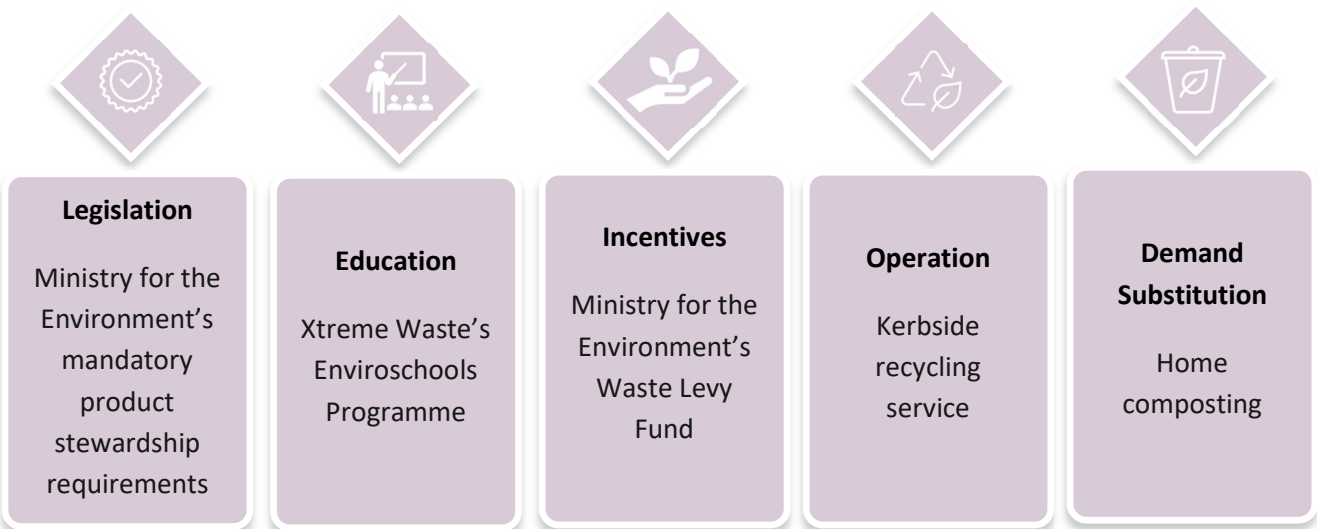 Legislation
Ministry for the
Environment’s
mandatory
product
stewardship
requirements
Education
Xtreme Waste’s
Enviroschools
Programme
Incentives
Ministry for the
Environment’s
Waste Levy
Fund
Operation
Kerbside
recycling
service
Demand
Substitution
Home
composting